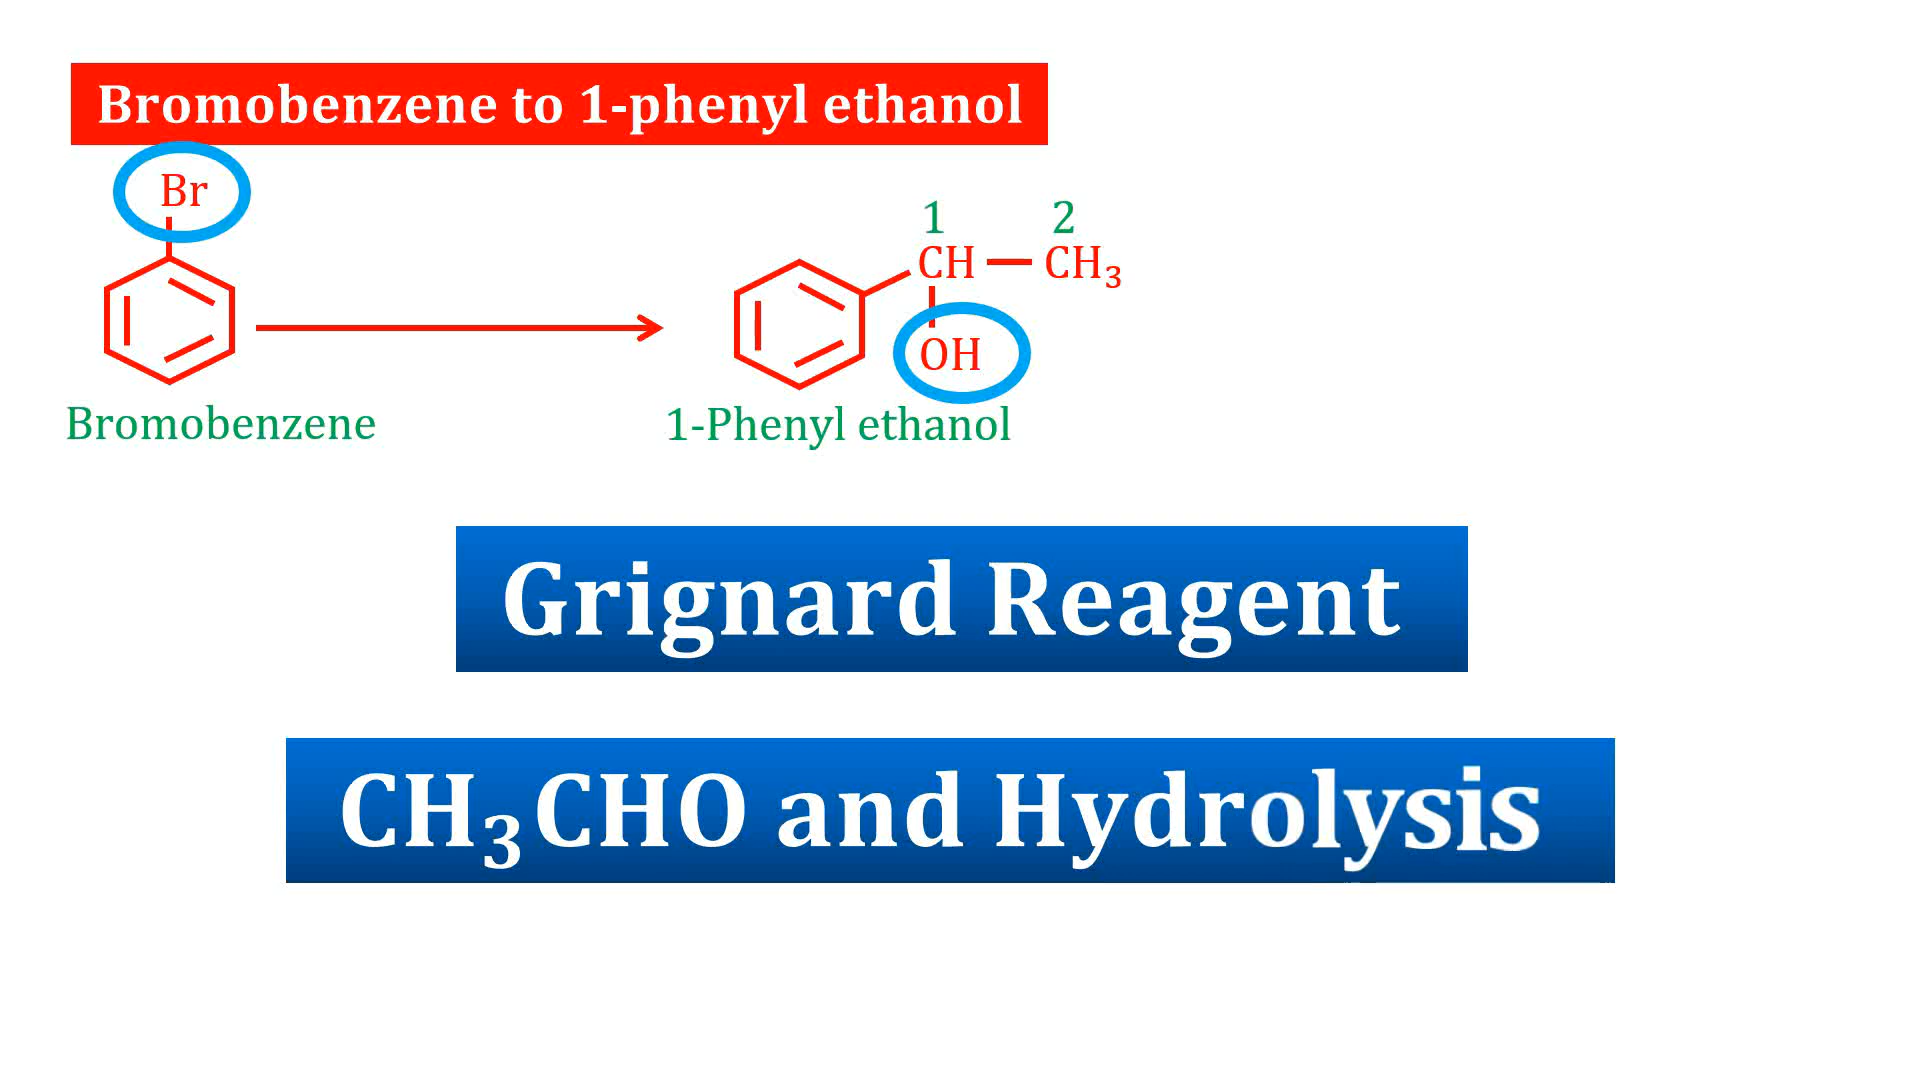 Bromobenzene to 1-phenyl ethanol
Br
1 2
CH — CH₃
OH
Bromobenzene
1-Phenyl ethanol
Grignard Reagent
CH₃CHO and Hydrolysis